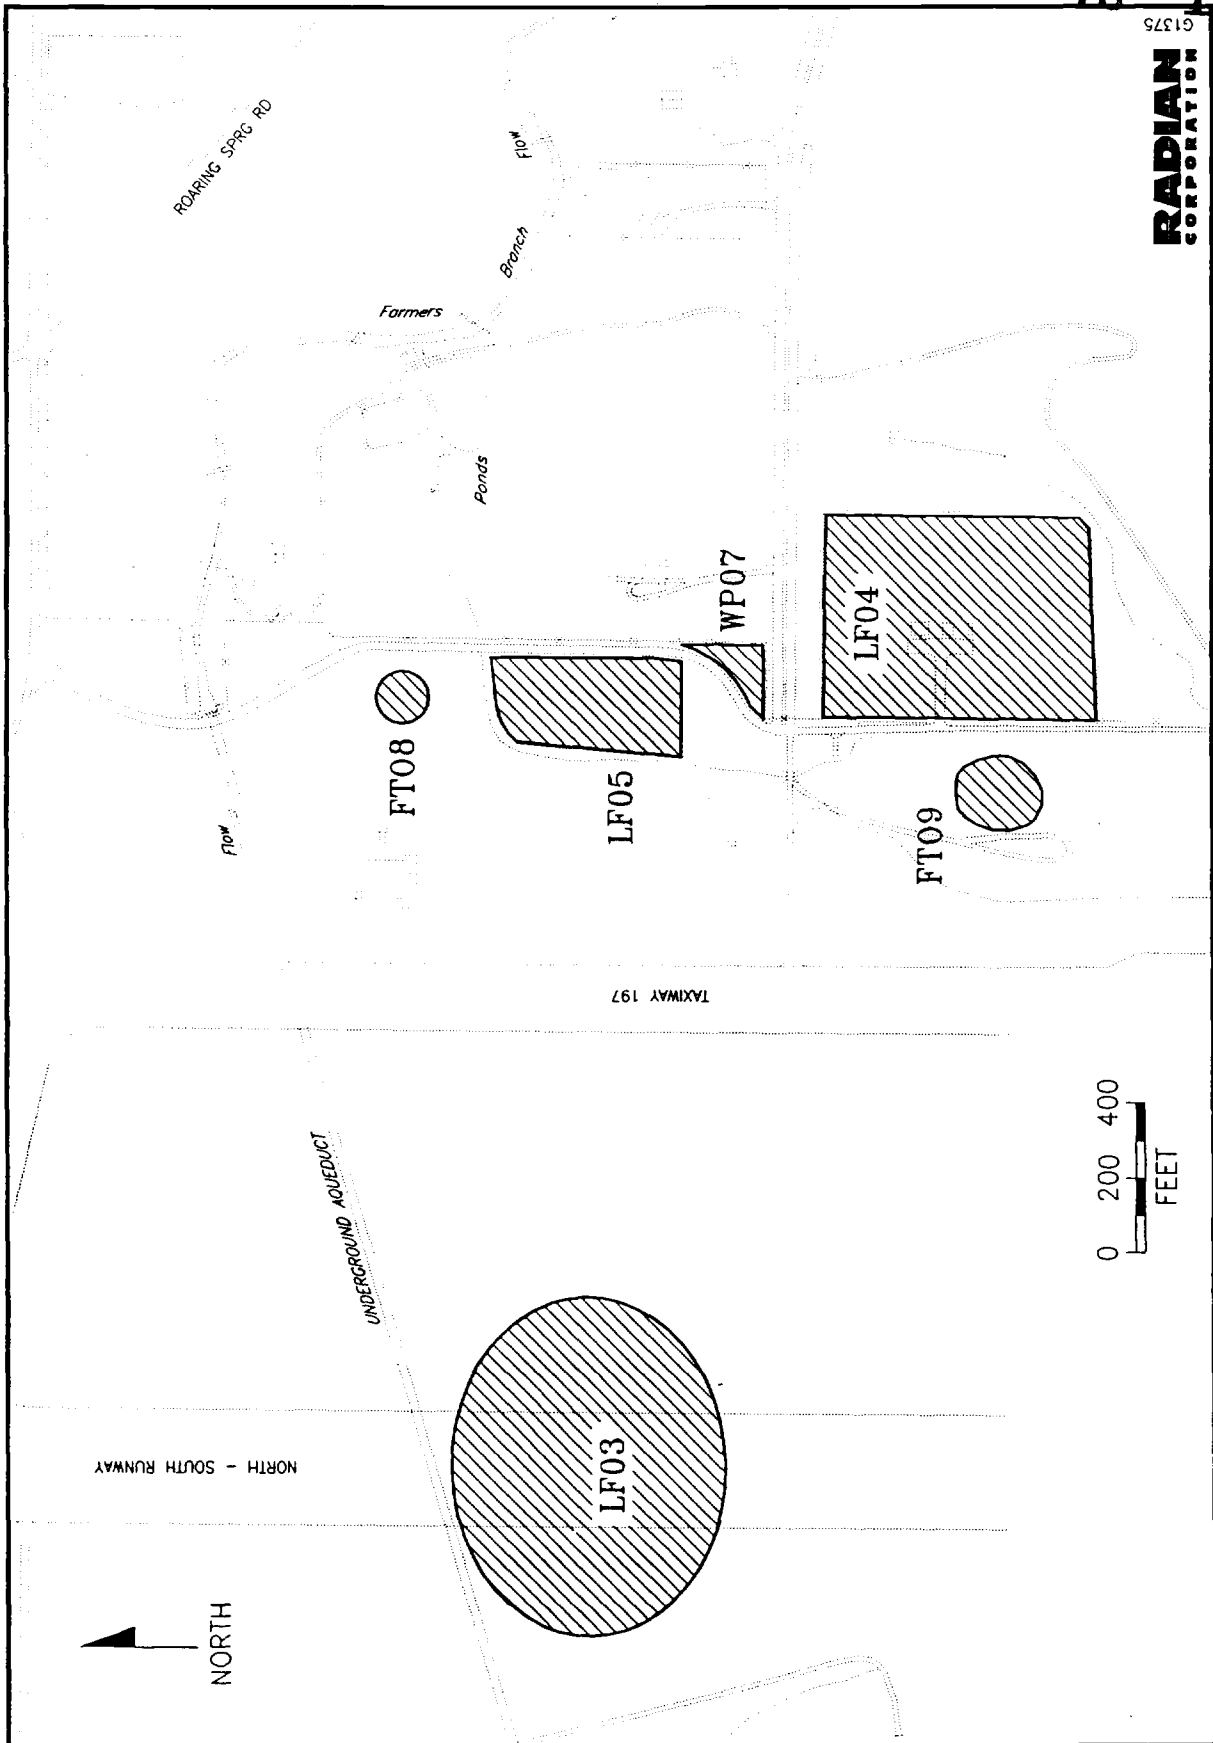 G1375
RADIAN
CORPORATION
ROARING SPRG RD
Flow
Branch
Farmers
Ponds
WP07
LF04
FT08
LF05
Flow
FT09
TAXIWAY 197
UNDERGROUND AQUEDUCT
0 200 400
FEET
NORTH - SOUTH RUNWAY
LF03
NORTH